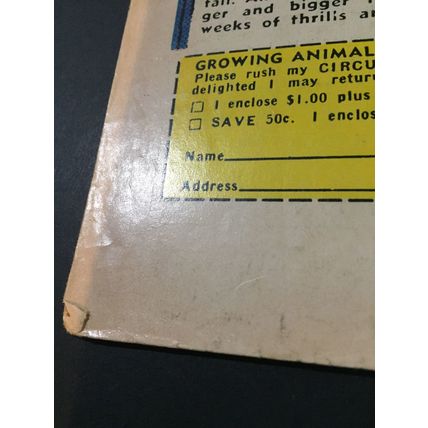 ger and bigger
weeks of thrills
GROWING ANIMAL
Please rush my CIRCU
delighted I may retur
☐ I enclose $1.00 plus
☐ SAVE 50c. I enclos
Name
Address